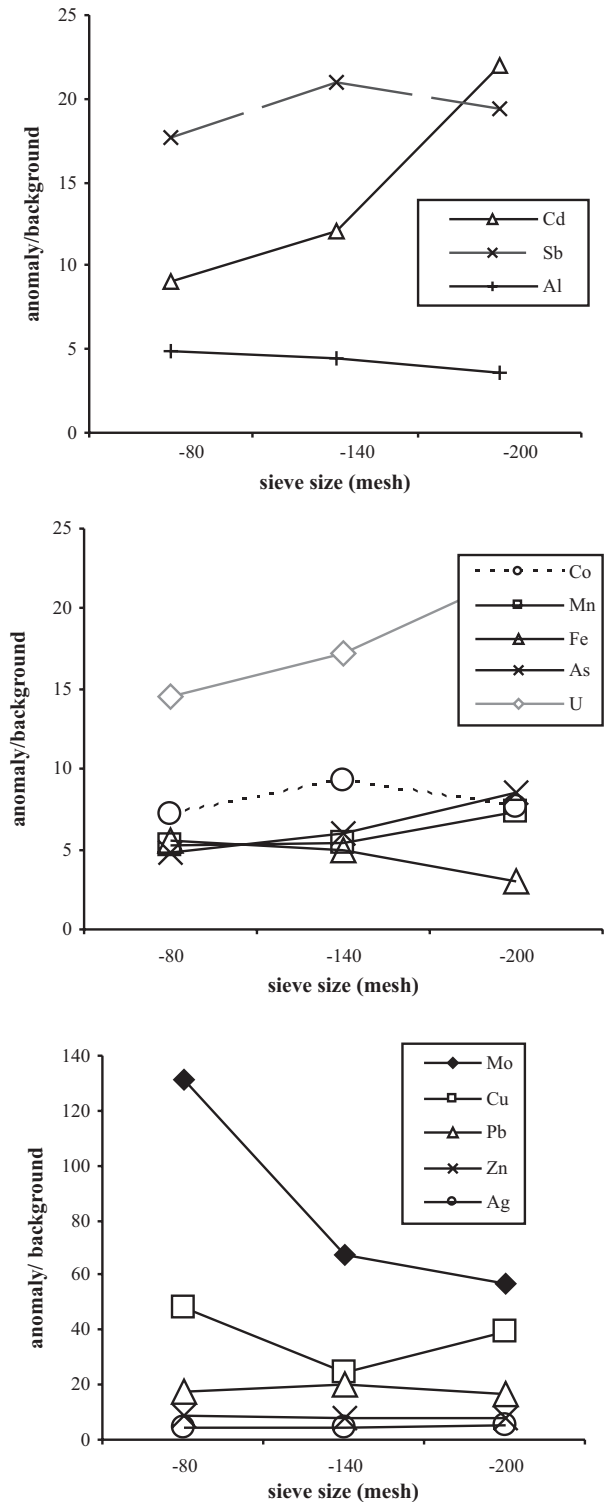 25
20
15
10
5
0
anomaly/background
Cd
Sb
Al
-80 -140 -200
sieve size (mesh)
25
20
15
10
5
0
anomaly/background
Co
Mn
Fe
As
U
-80 -140 -200
sieve size (mesh)
140
120
100
80
60
40
20
0
anomaly/ background
Mo
Cu
Pb
Zn
Ag
-80 -140 -200
sieve size (mesh)